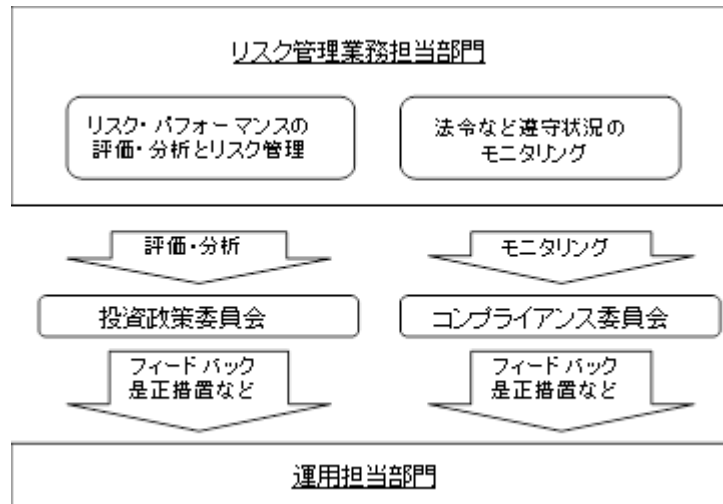 リスク管理業務担当部門
リスク・パフォーマンスの
評価・分析とリスク管理
法令など遵守状況の
モニタリング
評価・分析
モニタリング
投資政策委員会
コンプライアンス委員会
フィードバック
是正措置など
フィードバック
是正措置など
運用担当部門